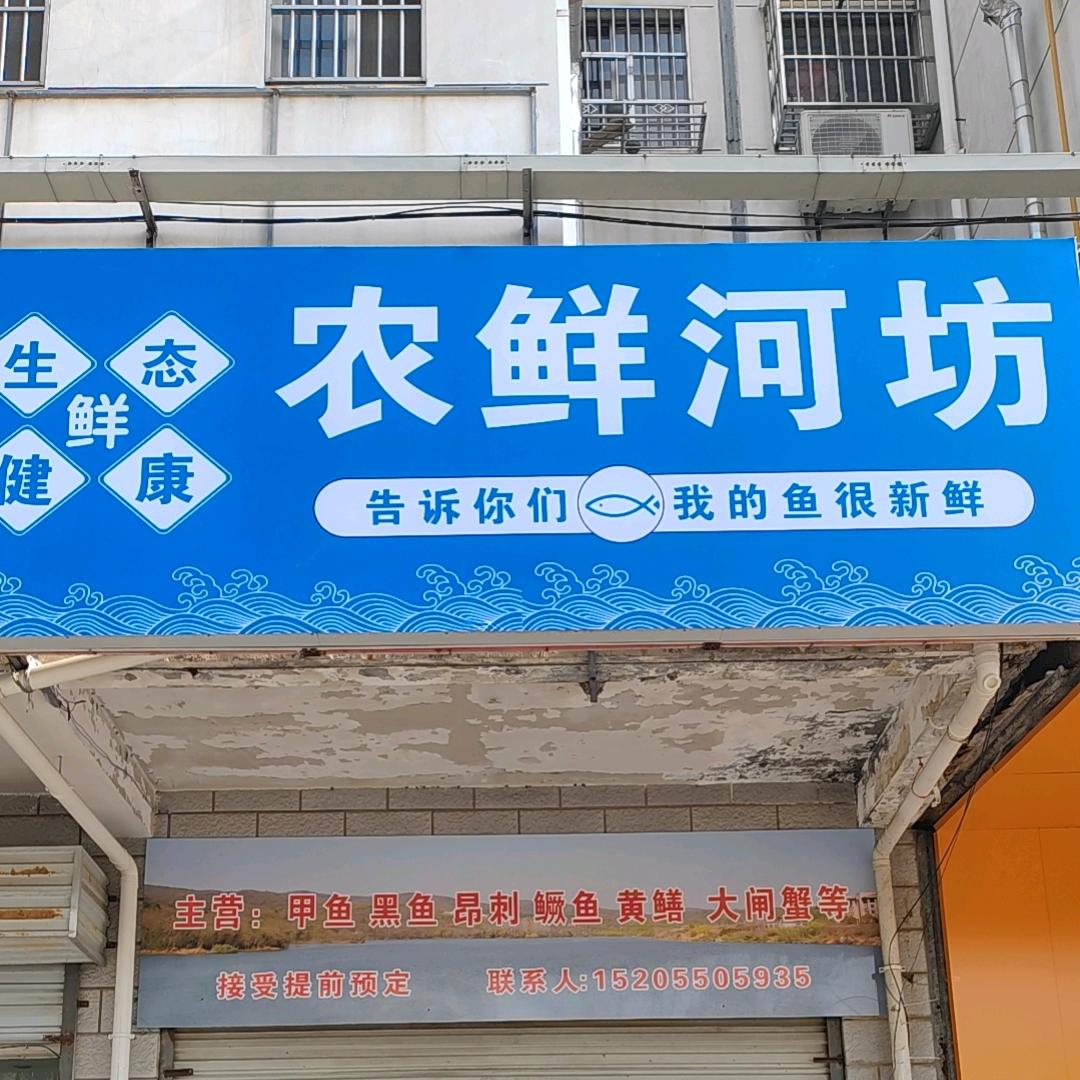 生态
鲜
健康
农鲜河坊
告诉你们 我的鱼很新鲜
主营：甲鱼 黑鱼 昂刺 鳜鱼 黄鳝 大闸蟹等
接受提前预定 联系人:15205505935